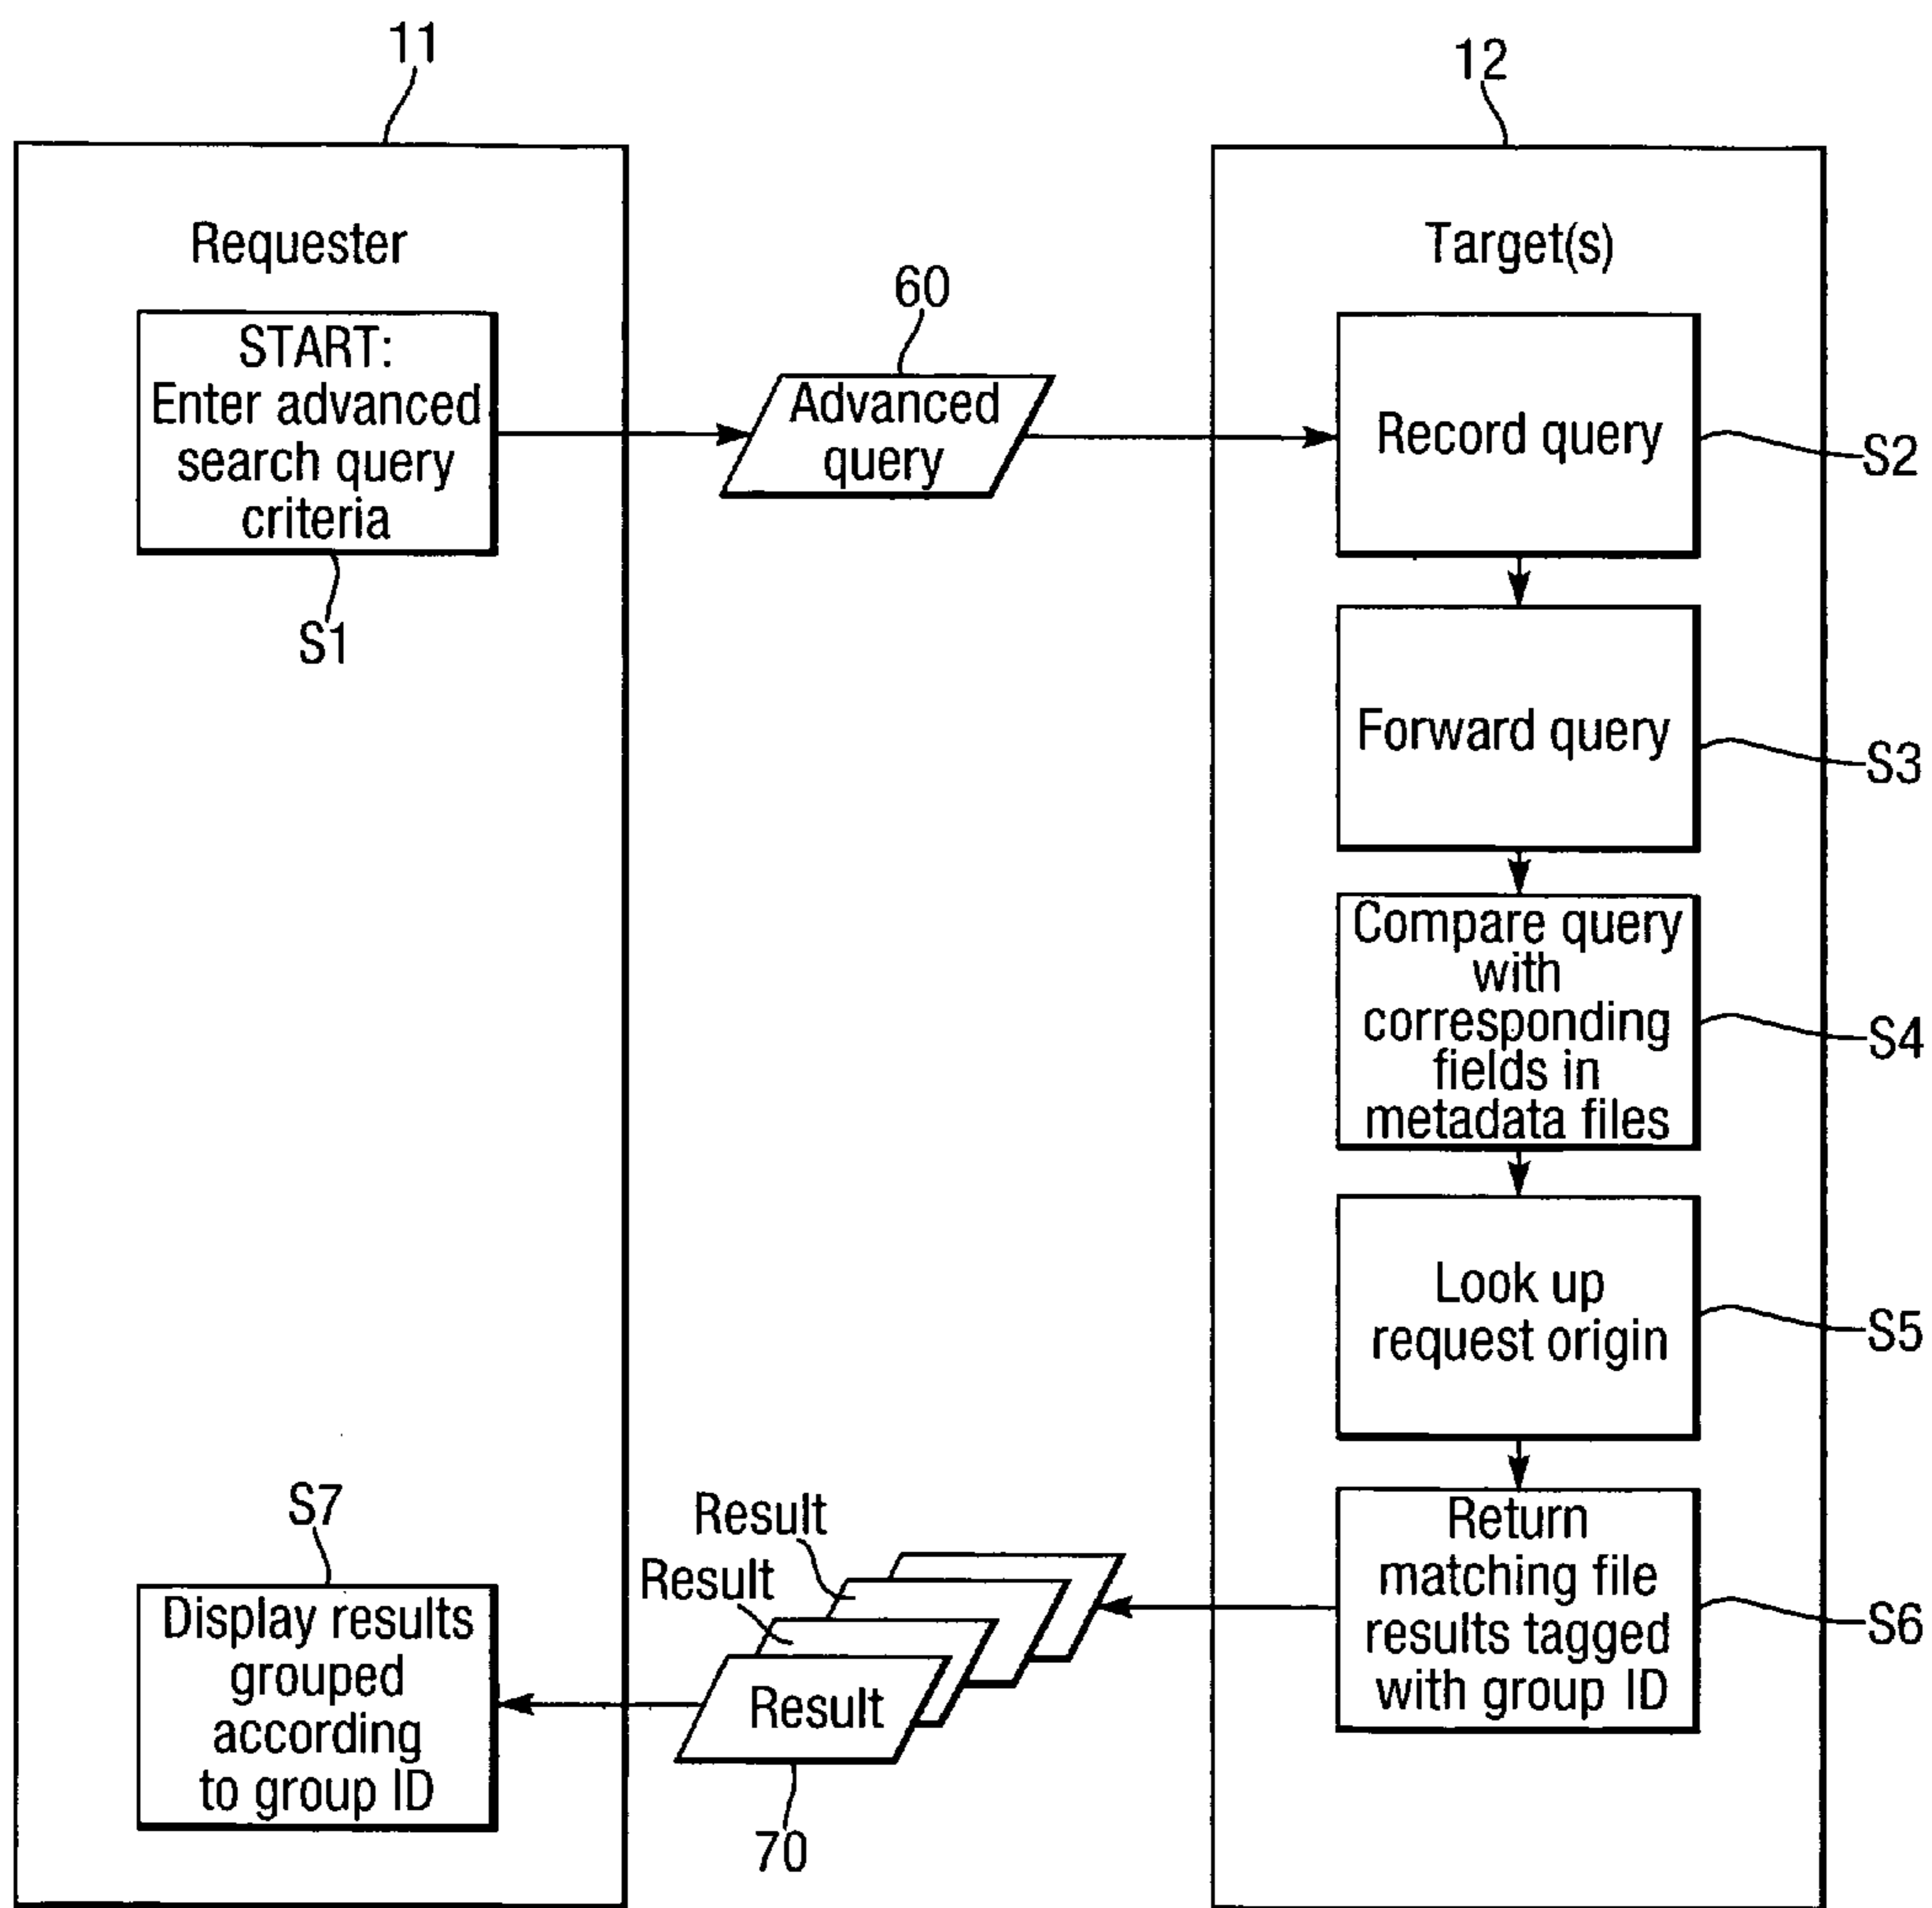 11
12
Requester
Target(s)
START:
Enter advanced
search query
criteria
S1
60
Advanced
query
Record query
S2
Forward query
S3
Compare query
with
corresponding
fields in
metadata files
S4
Look up
request origin
S5
Return
matching file
results tagged
with group ID
S6
Result
Result
Result
70
S7
Display results
grouped
according
to group ID